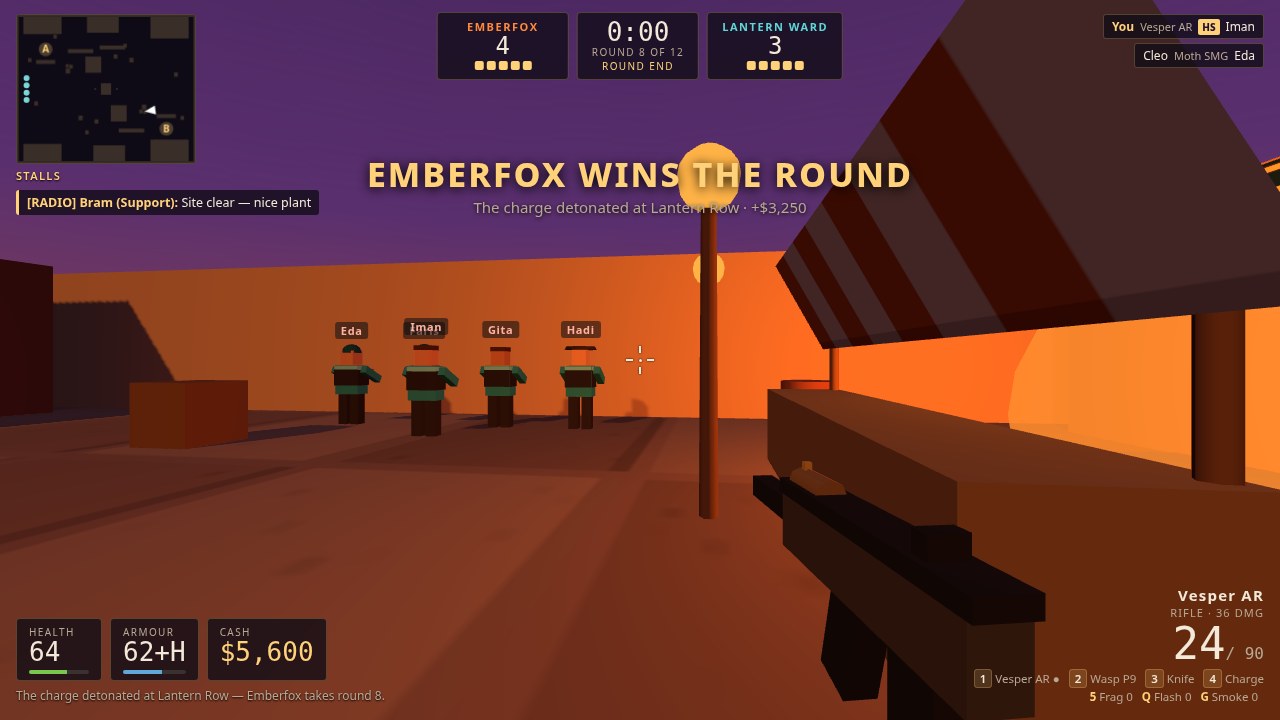 A
B
STALLS
[RADIO] Bram (Support): Site clear — nice plant
EMBERFOX
4
0:00
ROUND 8 OF 12
ROUND END
LANTERN WARD
3
You Vesper AR HS Iman
Cleo Moth SMG Eda
EMBERFOX WINS THE ROUND
The charge detonated at Lantern Row · +$3,250
Eda
Iman
Gita
Hadi
HEALTH
64
ARMOUR
62+H
CASH
$5,600
The charge detonated at Lantern Row — Emberfox takes round 8.
Vesper AR
RIFLE · 36 DMG
24 / 90
1 Vesper AR • 2 Wasp P9 3 Knife 4 Charge
5 Frag 0 Q Flash 0 G Smoke 0